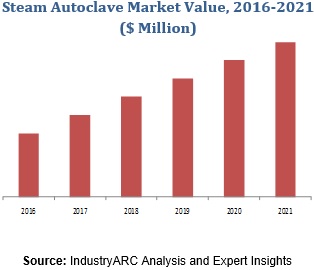 Steam Autoclave Market Value, 2016-2021
($ Million)
2016 2017 2018 2019 2020 2021
Source: IndustryARC Analysis and Expert Insights